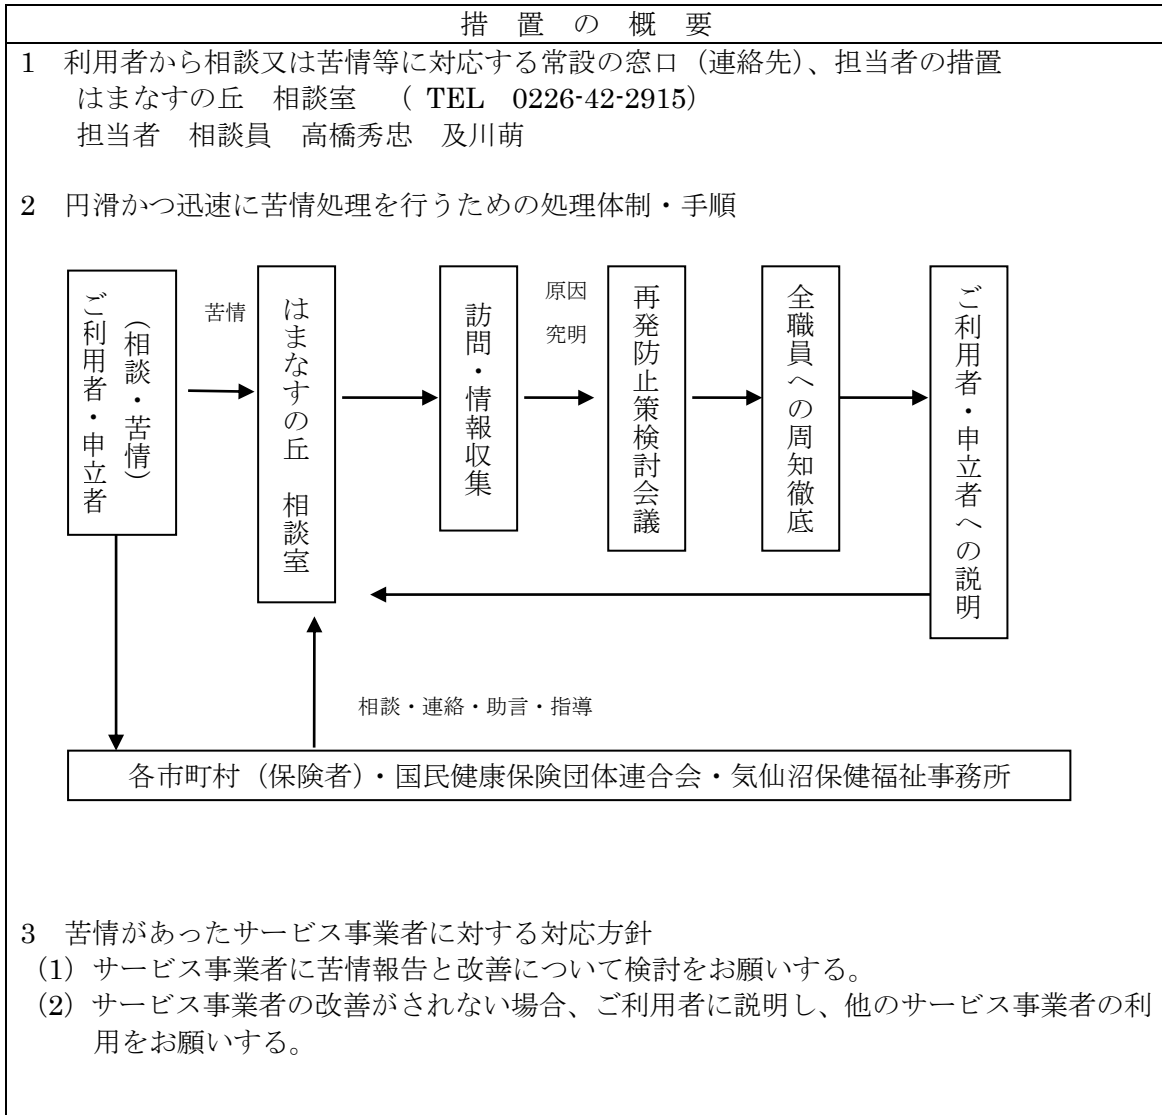 措 置 の 概 要
1 利用者から相談又は苦情等に対応する常設の窓口（連絡先）、担当者の措置
はまなすの丘 相談室 （ TEL 0226-42-2915）
担当者 相談員 高橋秀忠 及川萌
2 円滑かつ迅速に苦情処理を行うための処理体制・手順
ご利用者・申立者
（相談・苦情）
苦情
はまなすの丘 相談室
訪問・情報収集
原因
究明
再発防止策検討会議
全職員への周知徹底
ご利用者・申立者への説明
相談・連絡・助言・指導
各市町村（保険者）・国民健康保険団体連合会・気仙沼保健福祉事務所
3 苦情があったサービス事業者に対する対応方針
（1）サービス事業者に苦情報告と改善について検討をお願いする。
（2）サービス事業者の改善がされない場合、ご利用者に説明し、他のサービス事業者の利
用をお願いする。